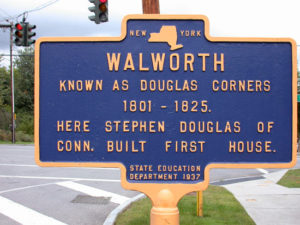 NEW YORK
WALWORTH
KNOWN AS DOUGLAS CORNERS
1801 - 1825.
HERE STEPHEN DOUGLAS OF
CONN. BUILT FIRST HOUSE.
STATE EDUCATION
DEPARTMENT 1937